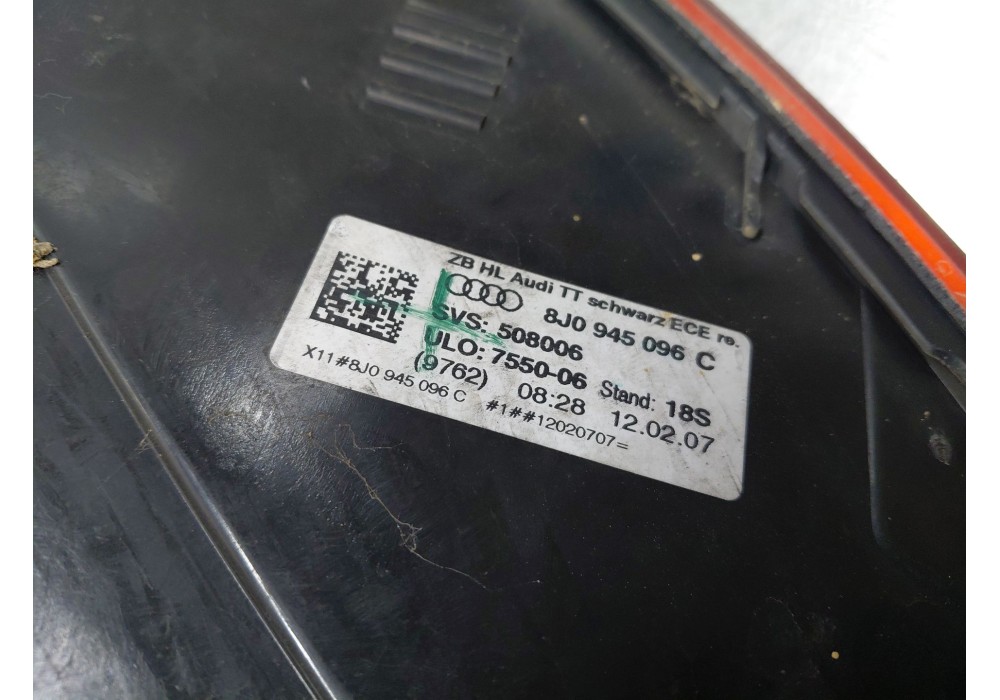 ZB HL Audi TT schwarz ECE re.
8J0 945 096 C
SVS: 508006
ULO: 7550-06 Stand: 18S
(9762) 08:28 12.02.07
X11#8J0 945 096 C #1##12020707=